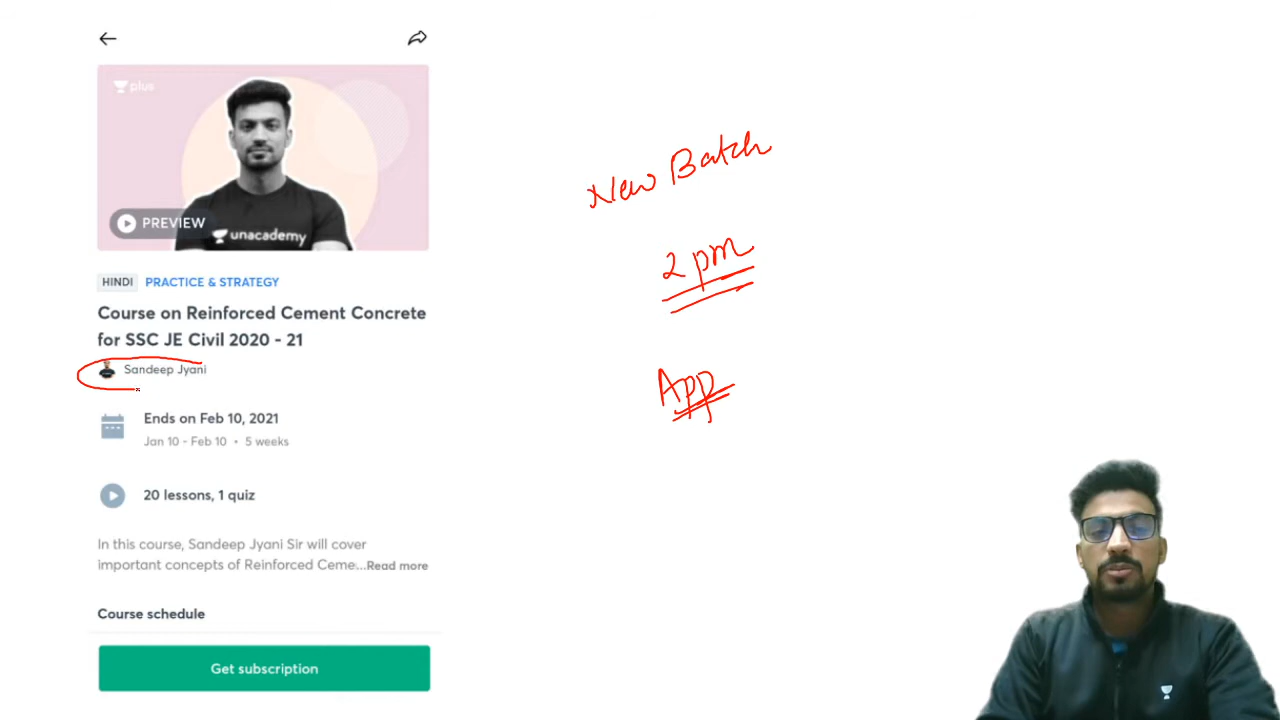 plus
PREVIEW
unacademy
HINDI PRACTICE & STRATEGY
Course on Reinforced Cement Concrete
for SSC JE Civil 2020 - 21
Sandeep Jyani
Ends on Feb 10, 2021
Jan 10 - Feb 10 • 5 weeks
20 lessons, 1 quiz
In this course, Sandeep Jyani Sir will cover
important concepts of Reinforced Ceme...Read more
Course schedule
Get subscription
New Batch
2 pm
App